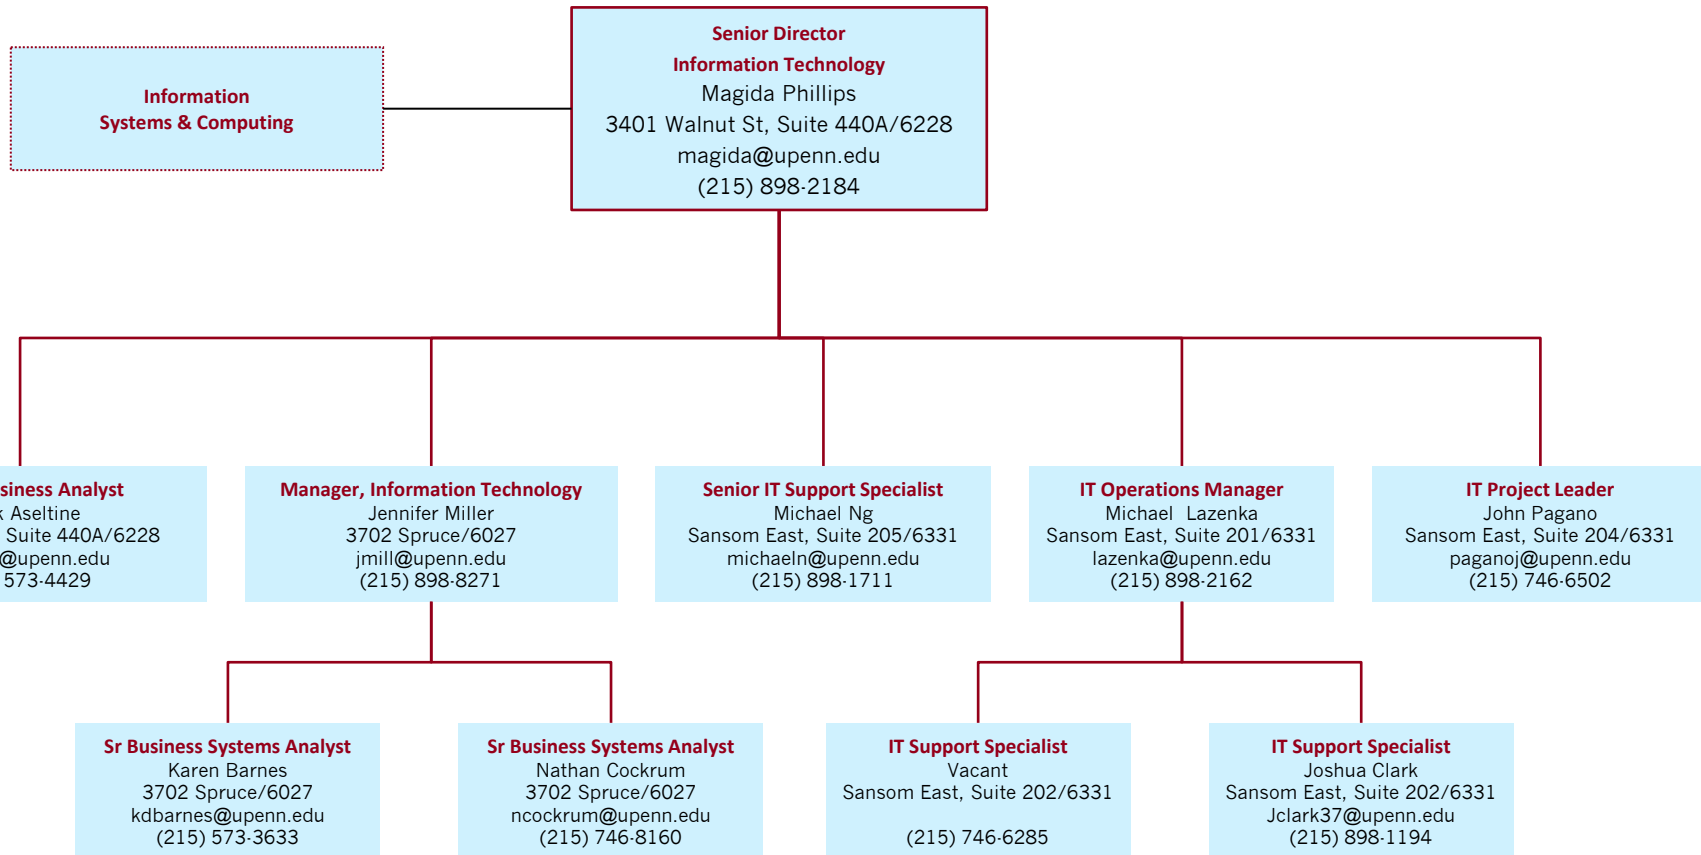 Senior Director
Information Technology
Magida Phillips
3401 Walnut St, Suite 440A/6228
magida@upenn.edu
(215) 898-2184
Information
Systems & Computing
Business Analyst
Aseltine
Suite 440A/6228
@upenn.edu
573-4429
Manager, Information Technology
Jennifer Miller
3702 Spruce/6027
jmill@upenn.edu
(215) 898-8271
Senior IT Support Specialist
Michael Ng
Sansom East, Suite 205/6331
michaeln@upenn.edu
(215) 898-1711
IT Operations Manager
Michael Lazenka
Sansom East, Suite 201/6331
lazenka@upenn.edu
(215) 898-2162
IT Project Leader
John Pagano
Sansom East, Suite 204/6331
paganoj@upenn.edu
(215) 746-6502
Sr Business Systems Analyst
Karen Barnes
3702 Spruce/6027
kdbarnes@upenn.edu
(215) 573-3633
Sr Business Systems Analyst
Nathan Cockrum
3702 Spruce/6027
ncockrum@upenn.edu
(215) 746-8160
IT Support Specialist
Vacant
Sansom East, Suite 202/6331
(215) 746-6285
IT Support Specialist
Joshua Clark
Sansom East, Suite 202/6331
Jclark37@upenn.edu
(215) 898-1194